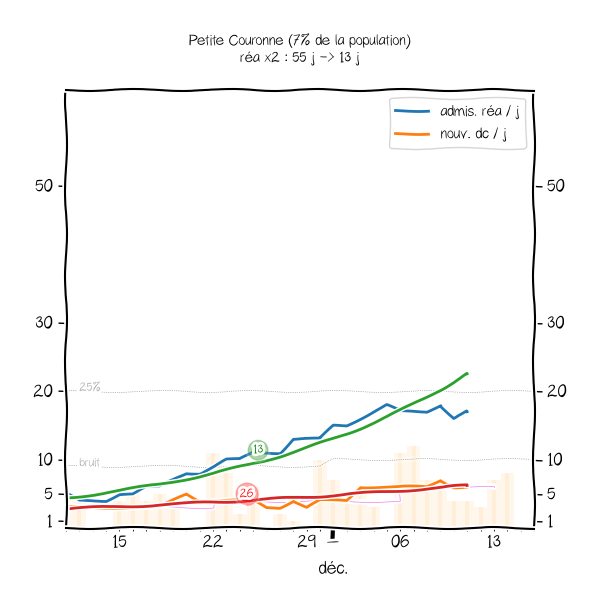 Petite Couronne (7% de la population)
réa x2 : 55 j -> 13 j
admis. réa / j
nouv. dc / j
50 50
30 30
25%
20 20
13
bruit
10 10
26
5 5
1 1
15 22 29 06 13
déc.